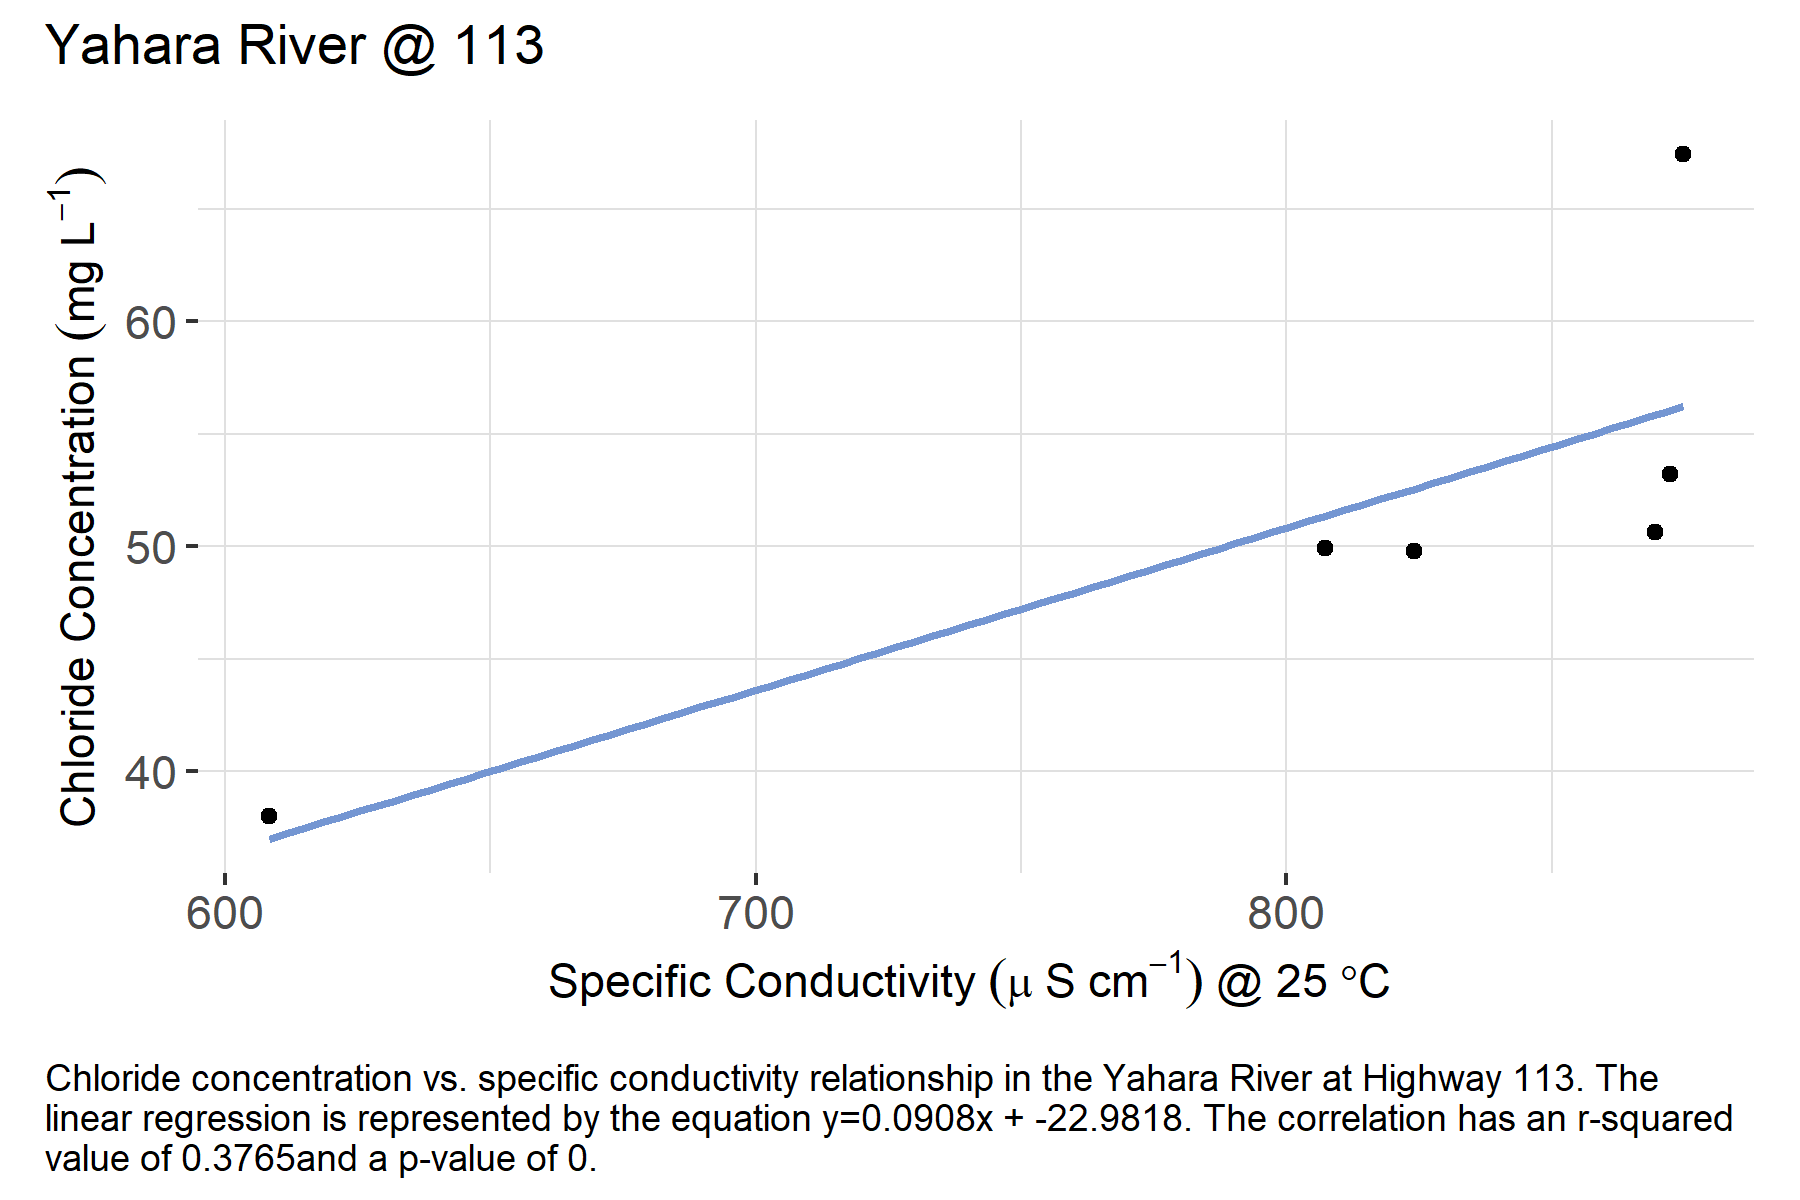 Yahara River @ 113
Chloride Concentration (mg L⁻¹)
60
50
40
600 700 800
Specific Conductivity (μ S cm⁻¹) @ 25 °C
Chloride concentration vs. specific conductivity relationship in the Yahara River at Highway 113. The
linear regression is represented by the equation y=0.0908x + -22.9818. The correlation has an r-squared
value of 0.3765and a p-value of 0.